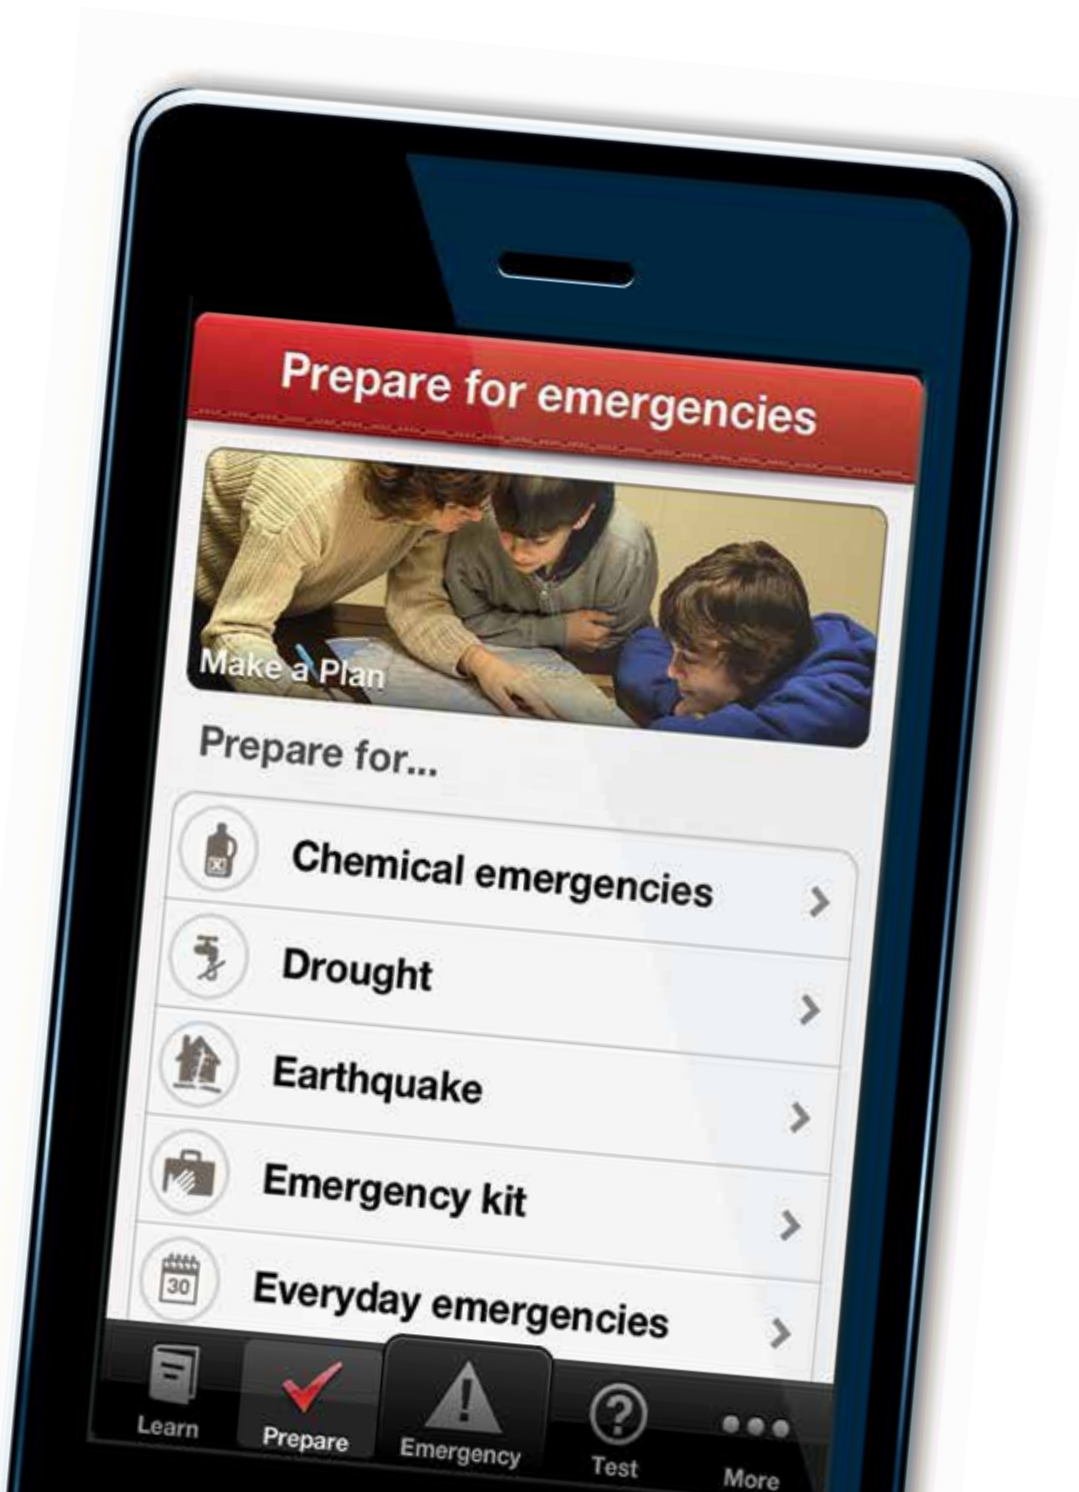 Prepare for emergencies
Make a Plan
Prepare for...
Chemical emergencies
Drought
Earthquake
Emergency kit
30
Everyday emergencies
Learn
Prepare
Emergency
Test
More